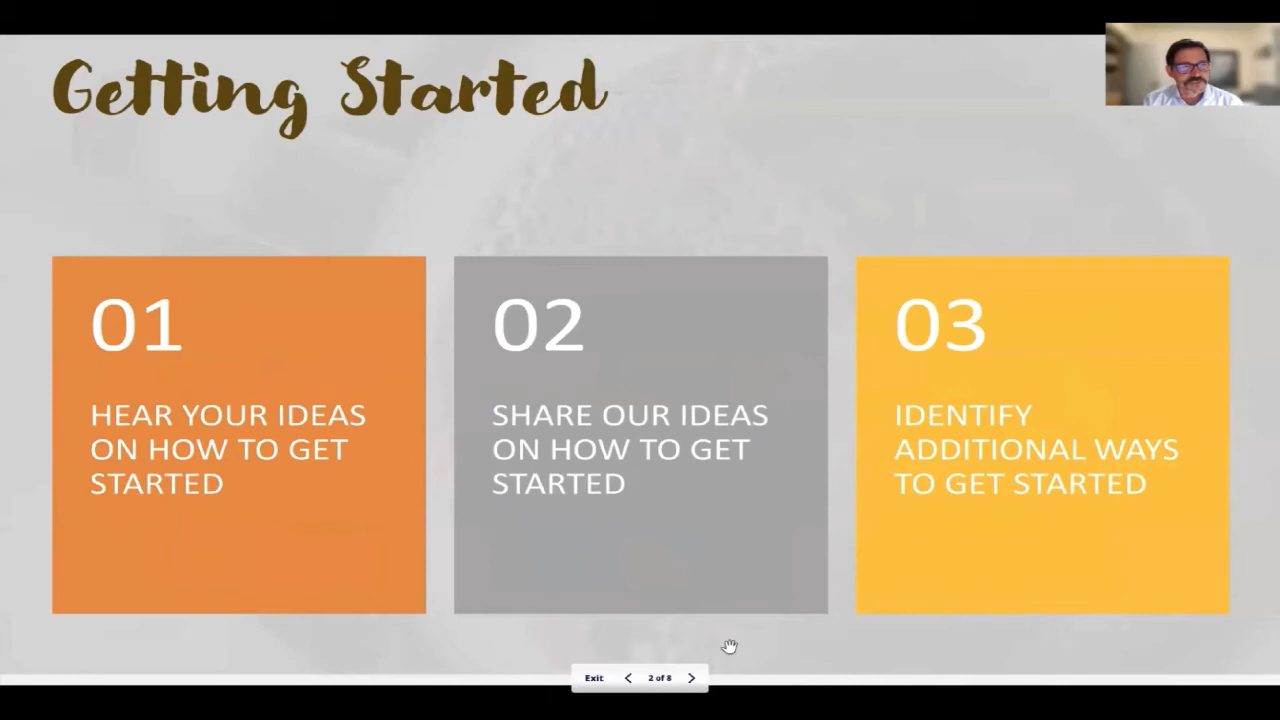 Getting Started
01
HEAR YOUR IDEAS
ON HOW TO GET
STARTED
02
SHARE OUR IDEAS
ON HOW TO GET
STARTED
03
IDENTIFY
ADDITIONAL WAYS
TO GET STARTED
Exit < 2 of 8 >